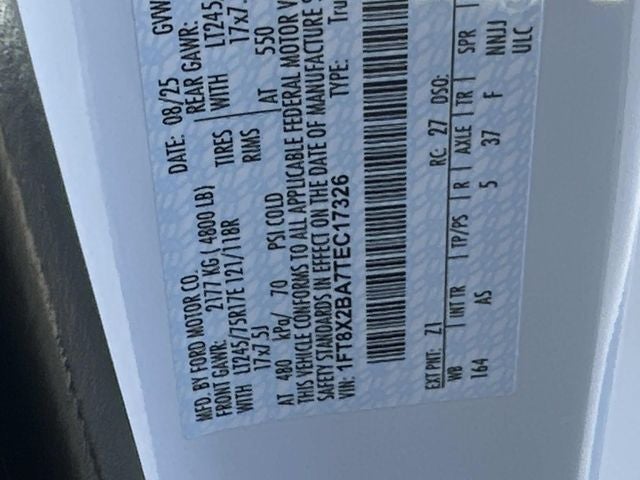 MFD. BY FORD MOTOR CO.
DATE: 08/25 GVW
FRONT GAWR: 2177 KG ( 4800 LB) REAR GAWR:
WITH LT245/75R17E 121/118R TIRES WITH LT245
17x7.5J RIMS 17x7.
AT 480 kPa/ 70 PSI COLD AT 550
THIS VEHICLE CONFORMS TO ALL APPLICABLE FEDERAL MOTOR V
SAFETY STANDARDS IN EFFECT ON THE DATE OF MANUFACTURE S
VIN: 1FT8X2BA7TEC17326 TYPE: Tru
EXT PNT: Z1 RC: 27 DSO:
WB INT TR TP/PS R AXLE TR SPR
164 AS 5 37 F NNJJ
ULC